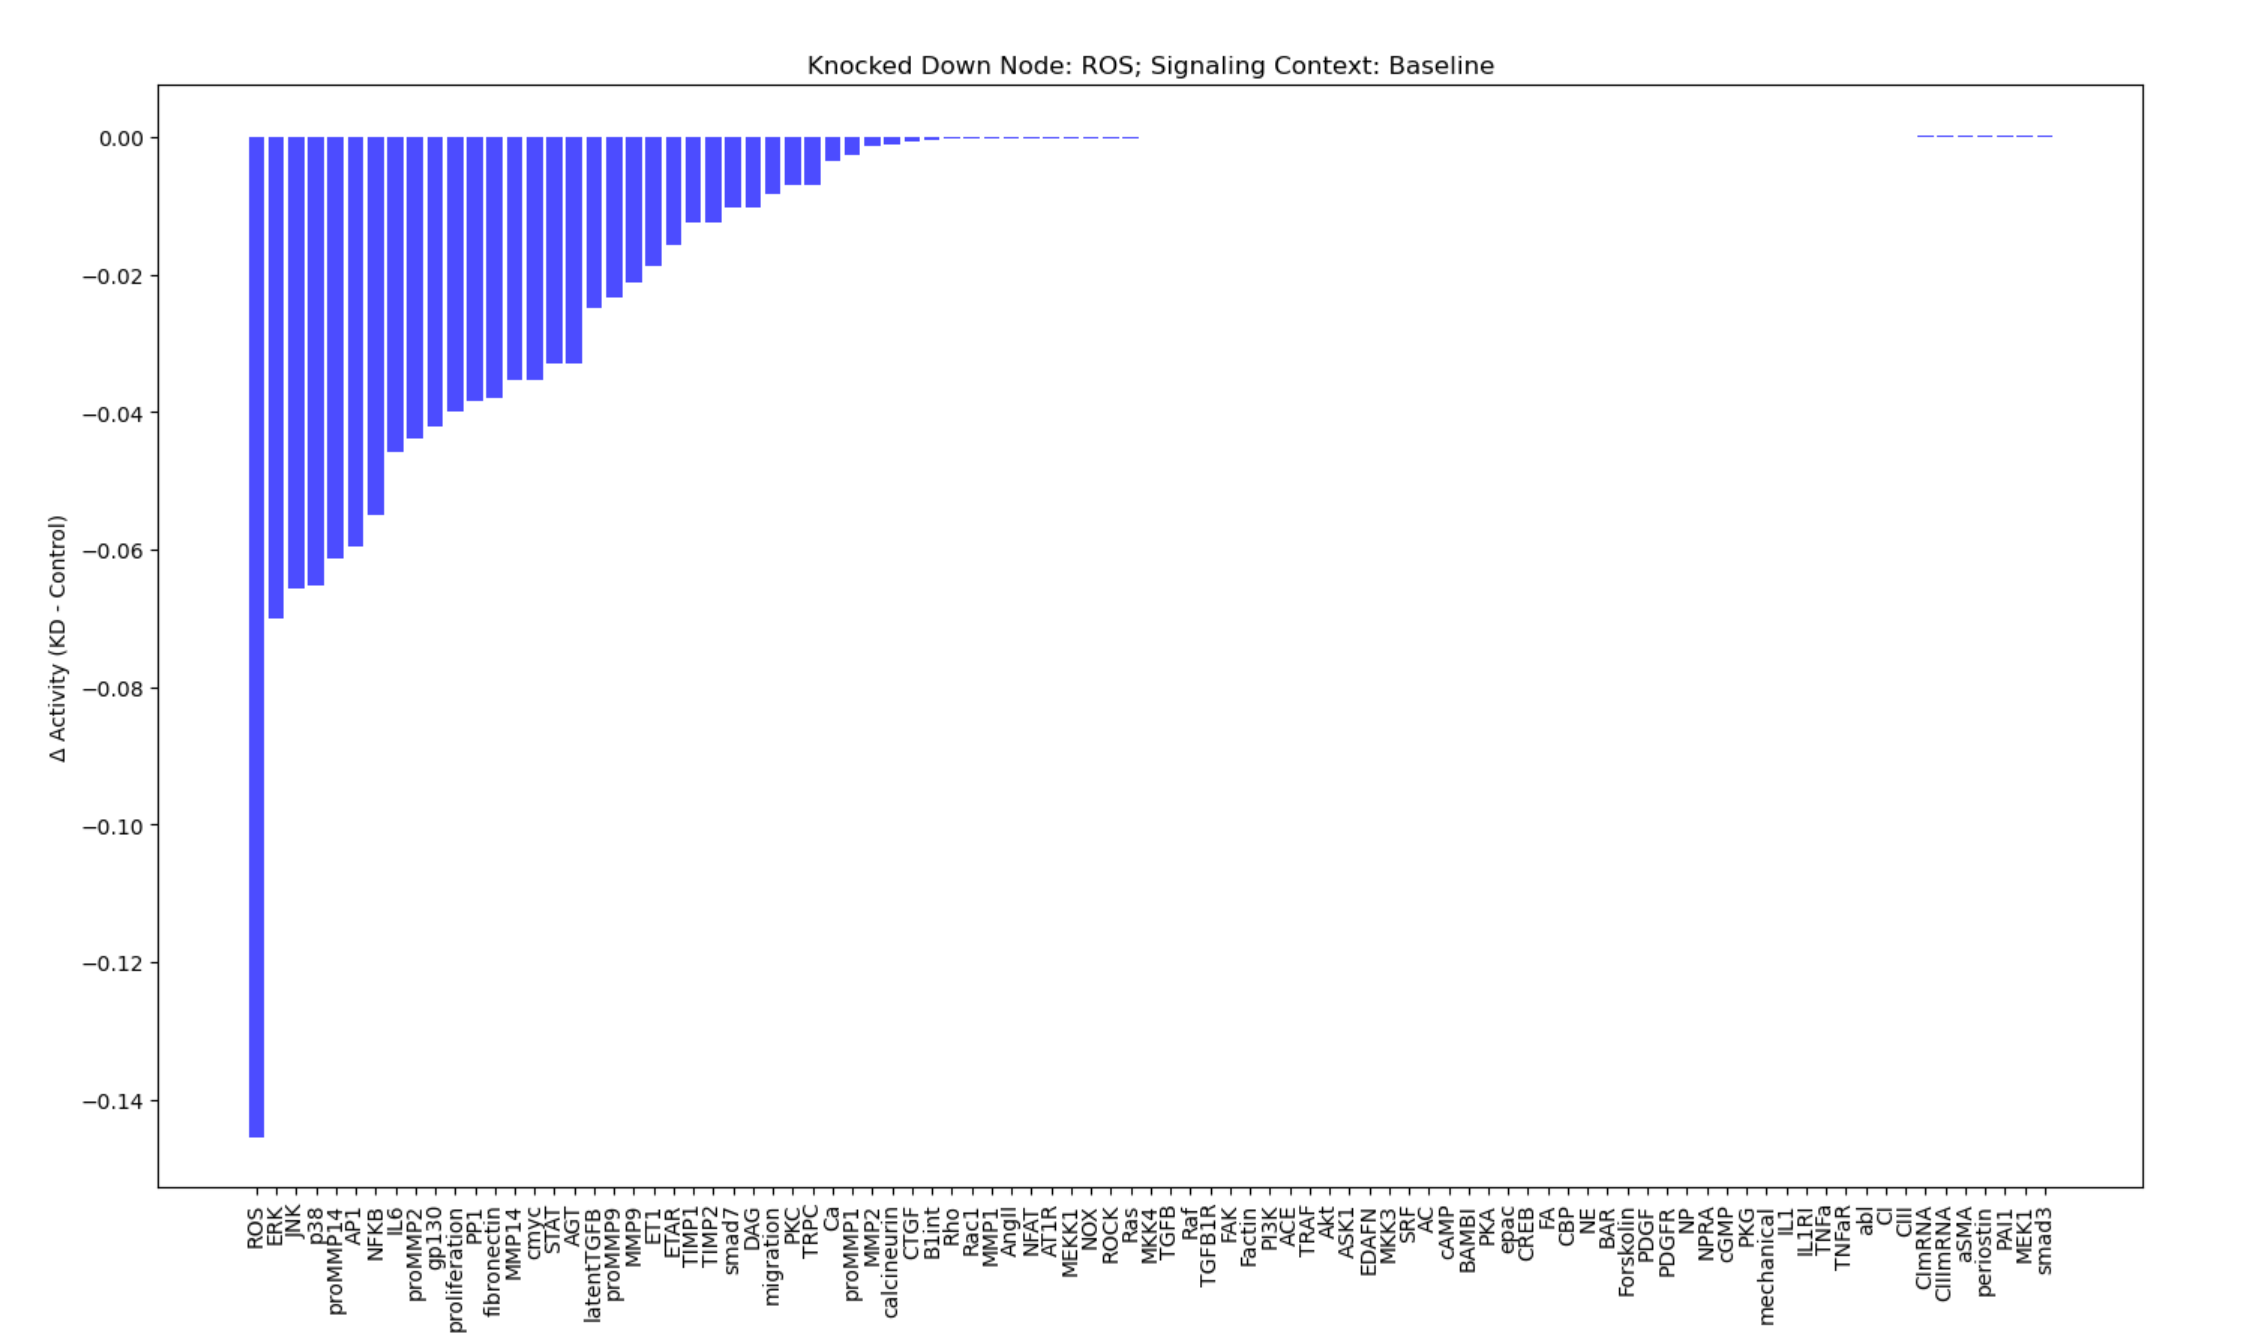 Knocked Down Node: ROS; Signaling Context: Baseline
Δ Activity (KD - Control)
0.00
−0.02
−0.04
−0.06
−0.08
−0.10
−0.12
−0.14
ROS
ERK
JNK
p38
proMMP14
AP1
NFKB
IL6
proMMP2
gp130
proliferation
PP1
fibronectin
MMP14
cmyc
STAT
AGT
latentTGFB
proMMP9
MMP9
ET1
ETAR
TIMP1
TIMP2
smad7
DAG
migration
PKC
TRPC
Ca
proMMP1
MMP2
calcineurin
CTGF
B1int
Rho
Rac1
MMP1
AngII
NFAT
AT1R
MEKK1
NOX
ROCK
Ras
MKK4
TGFB
Raf
TGFB1R
FAK
Factin
PI3K
ACE
TRAF
Akt
ASK1
EDAFN
MKK3
SRF
AC
cAMP
BAMBI
PKA
epac
CREB
FA
CBP
NE
BAR
Forskolin
PDGF
PDGFR
NP
NPRA
cGMP
PKG
mechanical
IL1
IL1RI
TNFa
TNFaR
abl
CI
CIII
CImRNA
CIIImRNA
aSMA
periostin
PAI1
MEK1
smad3